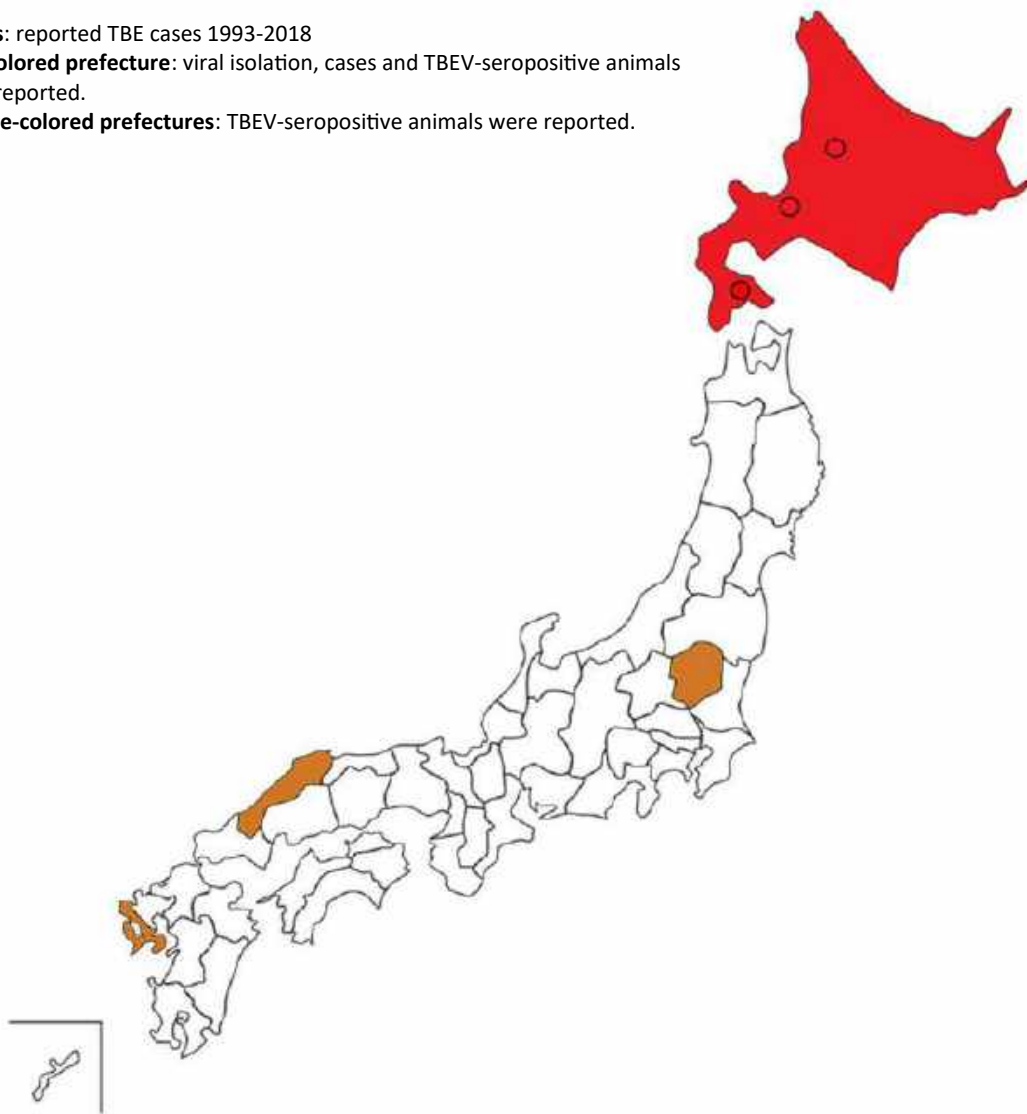 s: reported TBE cases 1993-2018
olored prefecture: viral isolation, cases and TBEV-seropositive animals
reported.
e-colored prefectures: TBEV-seropositive animals were reported.